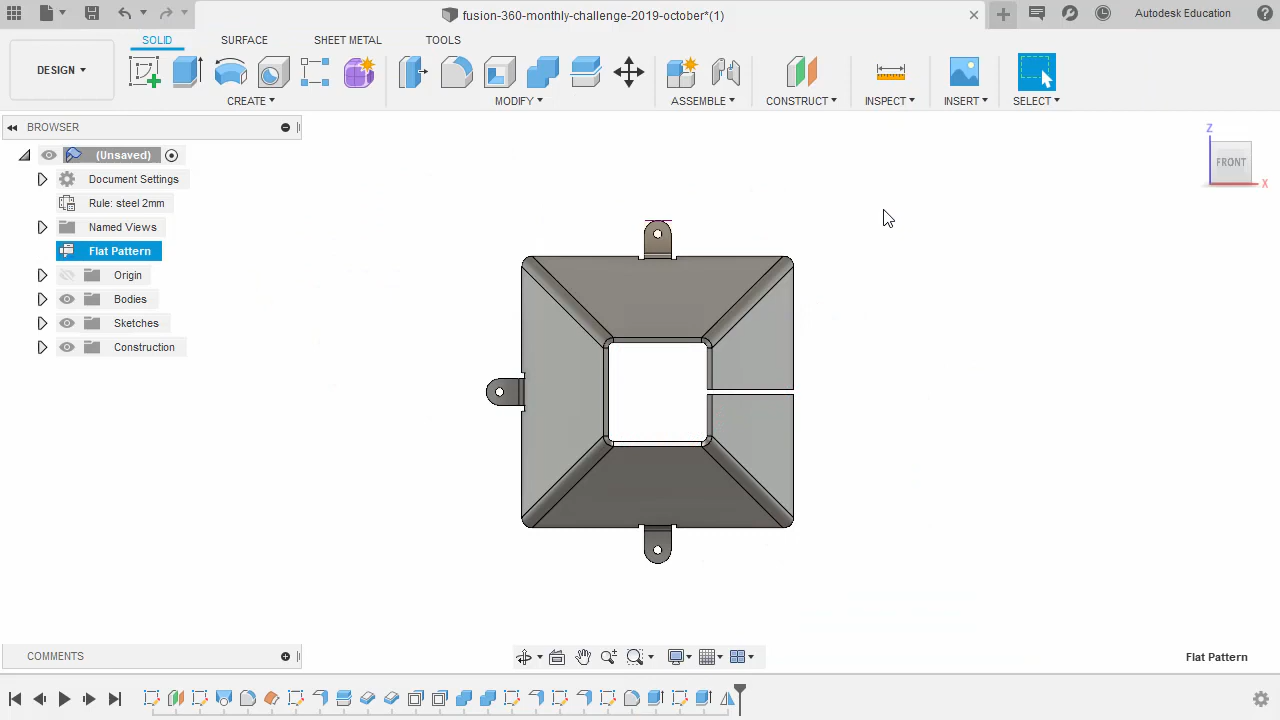 fusion-360-monthly-challenge-2019-october*(1)
Autodesk Education
SOLID SURFACE SHEET METAL TOOLS
DESIGN
CREATE MODIFY ASSEMBLE CONSTRUCT INSPECT INSERT SELECT
BROWSER
(Unsaved)
Document Settings
Rule: steel 2mm
Named Views
Flat Pattern
Origin
Bodies
Sketches
Construction
Z
FRONT
X
COMMENTS
Flat Pattern